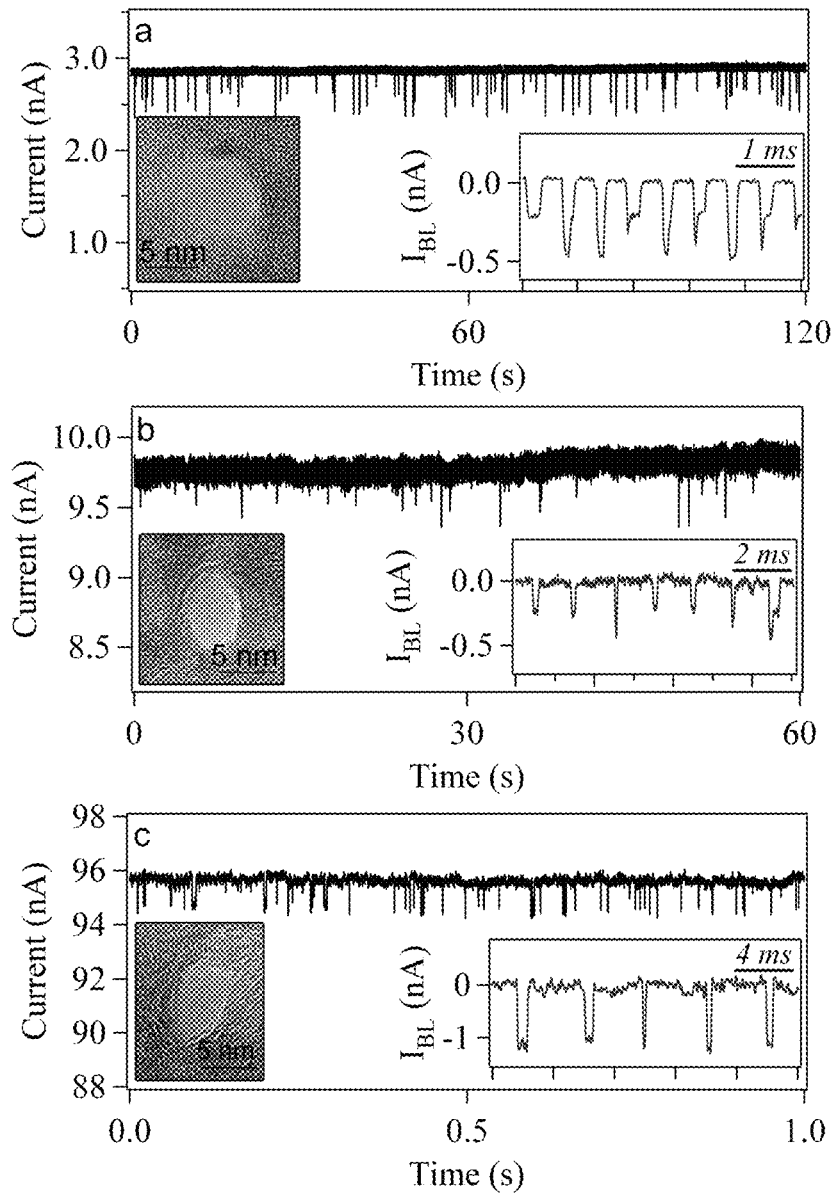 a
3.0
2.0
1.0
Current (nA)
5 nm
1 ms
0.0
-0.5
I_BL (nA)
0
60
120
Time (s)
b
10.0
9.5
9.0
8.5
Current (nA)
5 nm
2 ms
0.0
-0.5
I_BL (nA)
0
30
60
Time (s)
c
98
96
94
92
90
88
Current (nA)
5 nm
4 ms
0
-1
I_BL (nA)
0.0
0.5
1.0
Time (s)